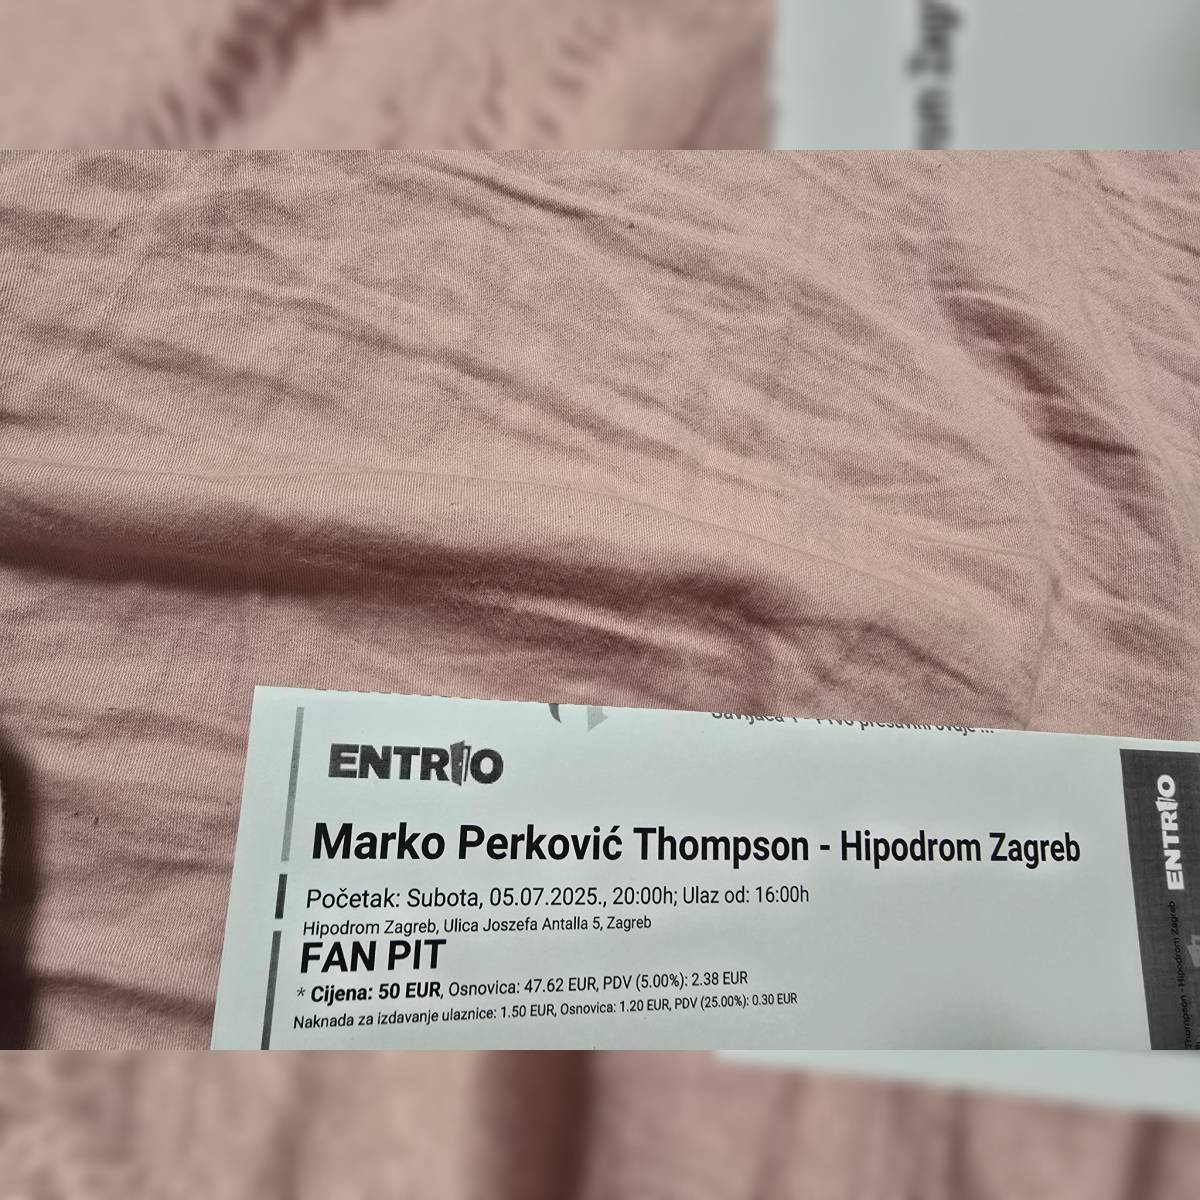 ENTRIO
Marko Perković Thompson - Hipodrom Zagreb
Početak: Subota, 05.07.2025., 20:00h; Ulaz od: 16:00h
Hipodrom Zagreb, Ulica Joszefa Antalla 5, Zagreb
FAN PIT
* Cijena: 50 EUR, Osnovica: 47.62 EUR, PDV (5.00%): 2.38 EUR
Naknada za izdavanje ulaznice: 1.50 EUR, Osnovica: 1.20 EUR, PDV (25.00%): 0.30 EUR
ENTRIO
Thompson - Hipodrom Zagreb